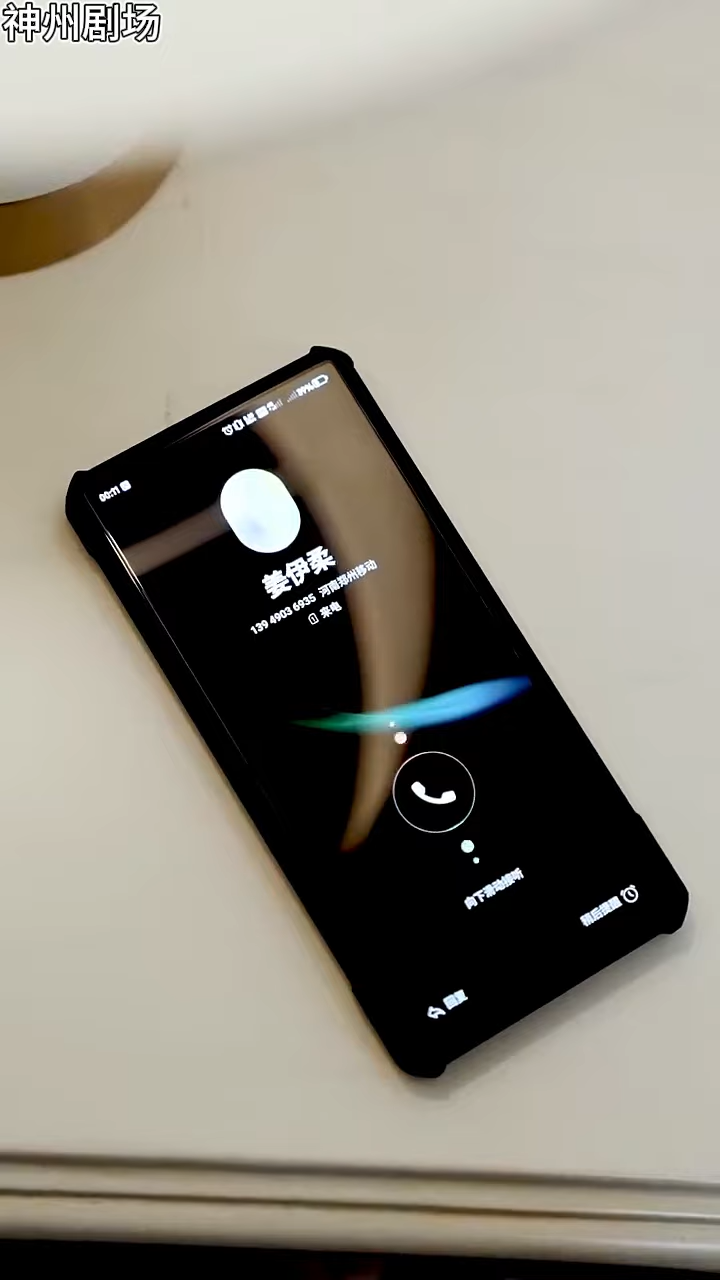 神州剧场
00:11
39%
姜伊柔
139 4903 6935 河南郑州移动
来电
向下滑动接听
稍后提醒
回复